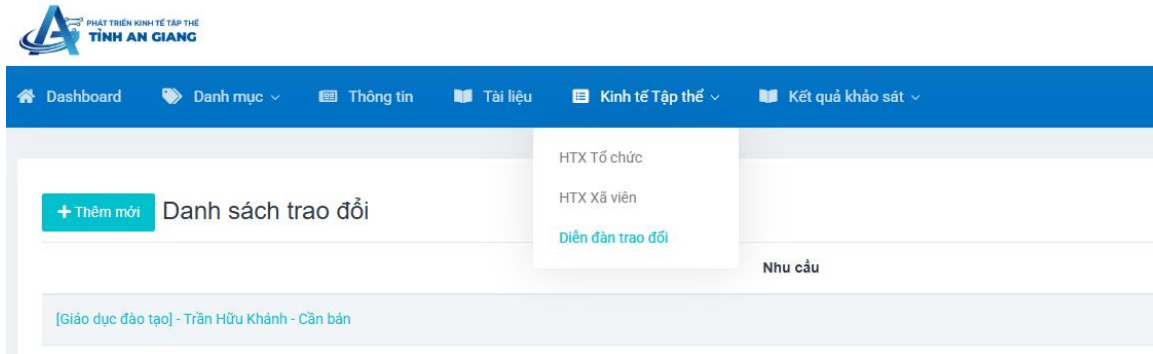 PHÁT TRIỂN KINH TẾ TẬP THỂ
TỈNH AN GIANG
Dashboard Danh mục Thông tin Tài liệu Kinh tế Tập thể Kết quả khảo sát
HTX Tổ chức
HTX Xã viên
Diễn đàn trao đổi
+ Thêm mới Danh sách trao đổi
Nhu cầu
[Giáo dục đào tạo] - Trần Hữu Khánh - Cần bán